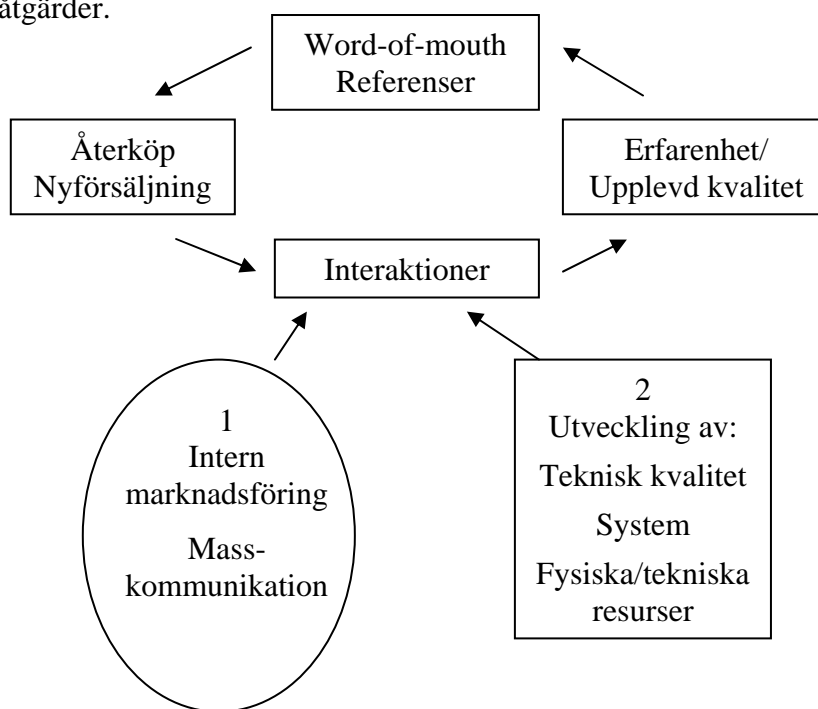 åtgärder.
Word-of-mouth
Referenser
Återköp
Nyförsäljning
Erfarenhet/
Upplevd kvalitet
Interaktioner
1
Intern
marknadsföring
Mass-
kommunikation
2
Utveckling av:
Teknisk kvalitet
System
Fysiska/tekniska
resurser